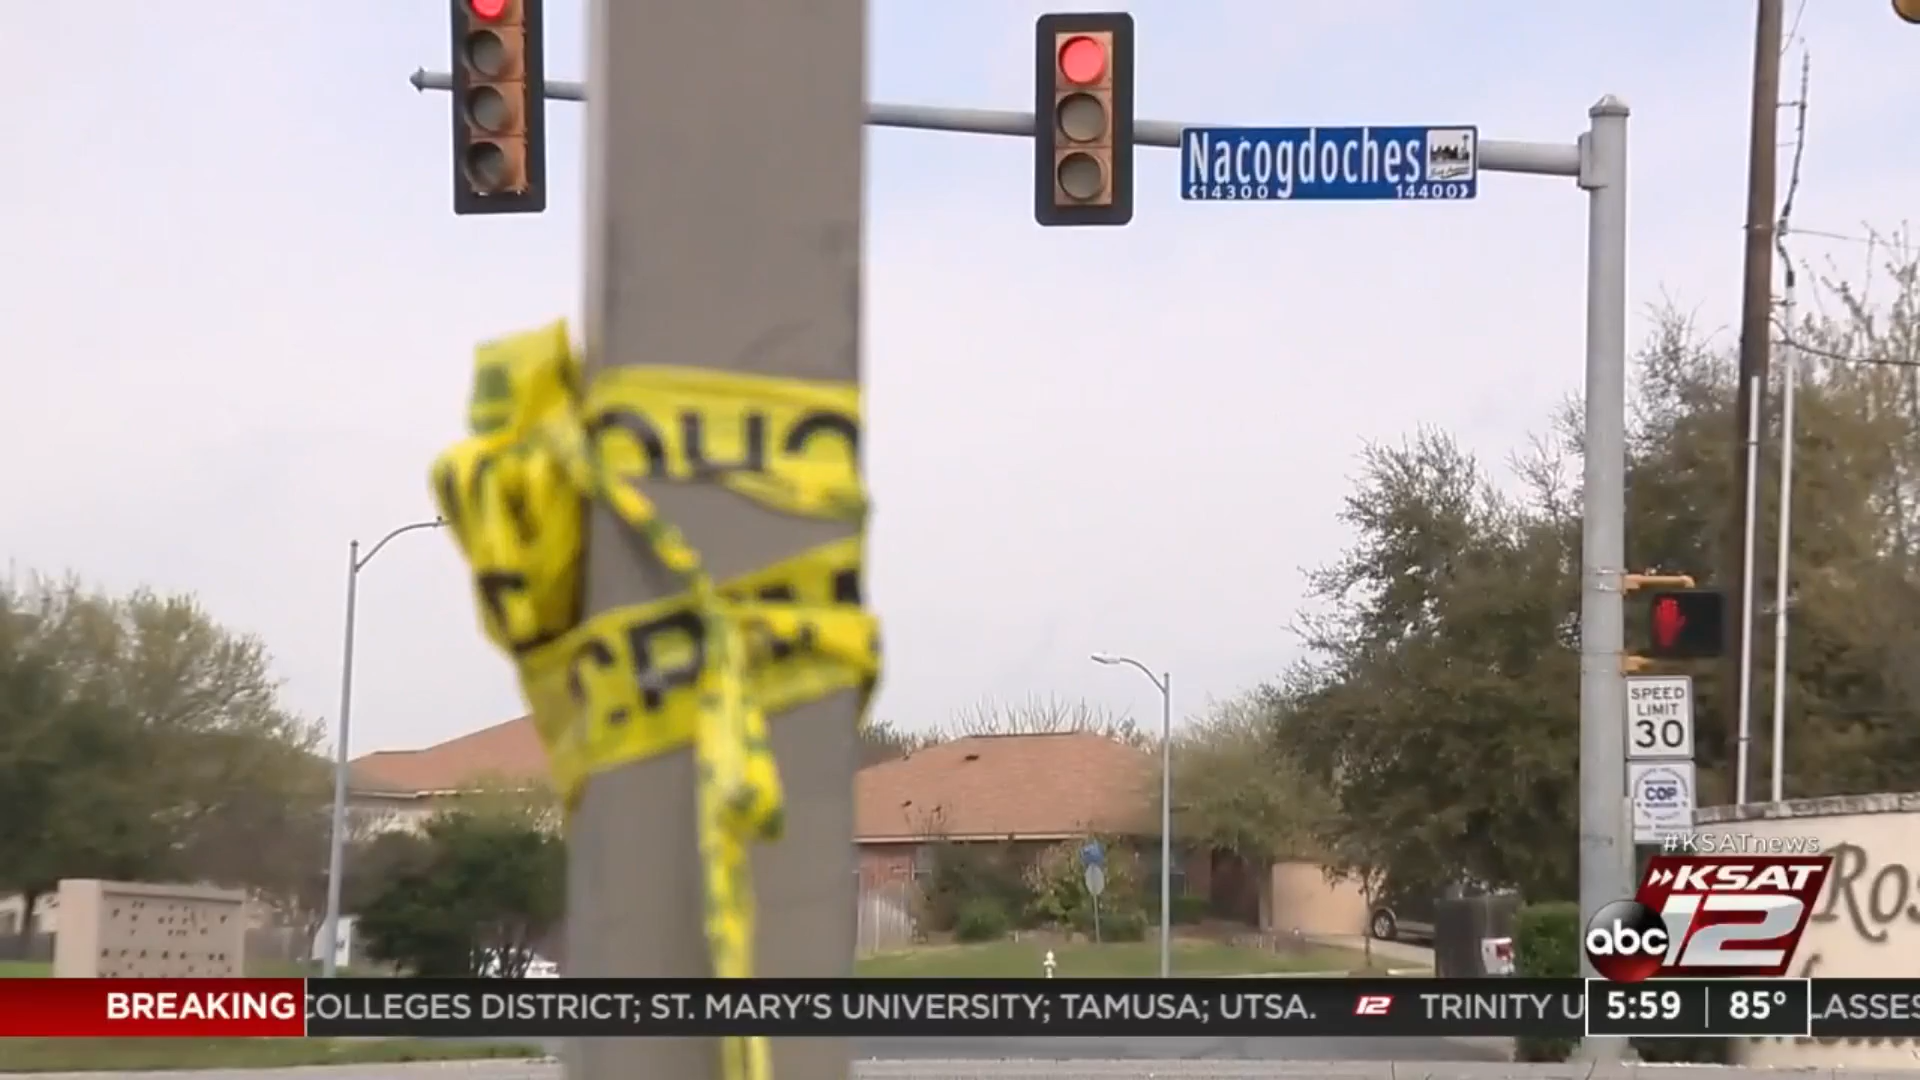 Nacogdoches
<14300 14400>
SPEED
LIMIT
30
COP
#KSATnews
KSAT
abc 12
Ros
BREAKING COLLEGES DISTRICT; ST. MARY'S UNIVERSITY; TAMUSA; UTSA. 12 TRINITY U
5:59 85°
LASSES